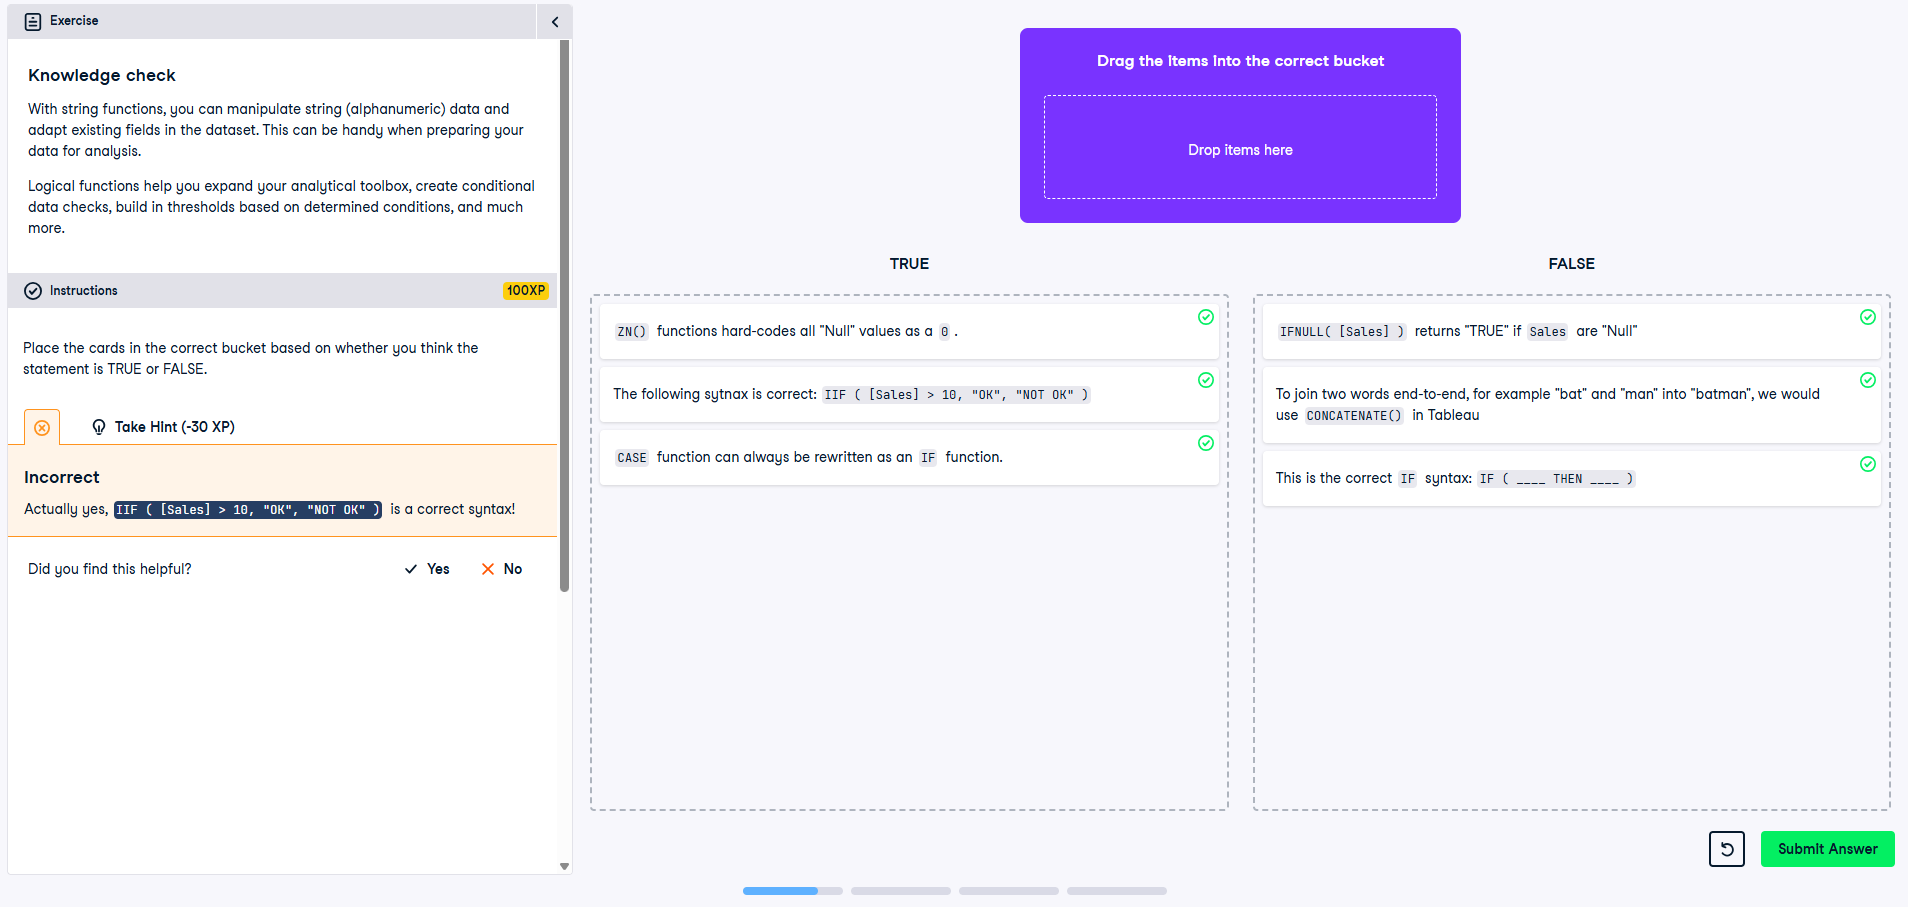 Exercise
Knowledge check
With string functions, you can manipulate string (alphanumeric) data and
adapt existing fields in the dataset. This can be handy when preparing your
data for analysis.
Logical functions help you expand your analytical toolbox, create conditional
data checks, build in thresholds based on determined conditions, and much
more.
Instructions
100XP
Place the cards in the correct bucket based on whether you think the
statement is TRUE or FALSE.
Take Hint (-30 XP)
Incorrect
Actually yes, IIF ( [Sales] > 10, "OK", "NOT OK" ) is a correct syntax!
Did you find this helpful?
Yes
No
Drag the items into the correct bucket
Drop items here
TRUE
ZN() functions hard-codes all "Null" values as a 0 .
The following sytnax is correct: IIF ( [Sales] > 10, "OK", "NOT OK" )
CASE function can always be rewritten as an IF function.
FALSE
IFNULL( [Sales] ) returns "TRUE" if Sales are "Null"
To join two words end-to-end, for example "bat" and "man" into "batman", we would
use CONCATENATE() in Tableau
This is the correct IF syntax: IF ( ____ THEN ____ )
Submit Answer